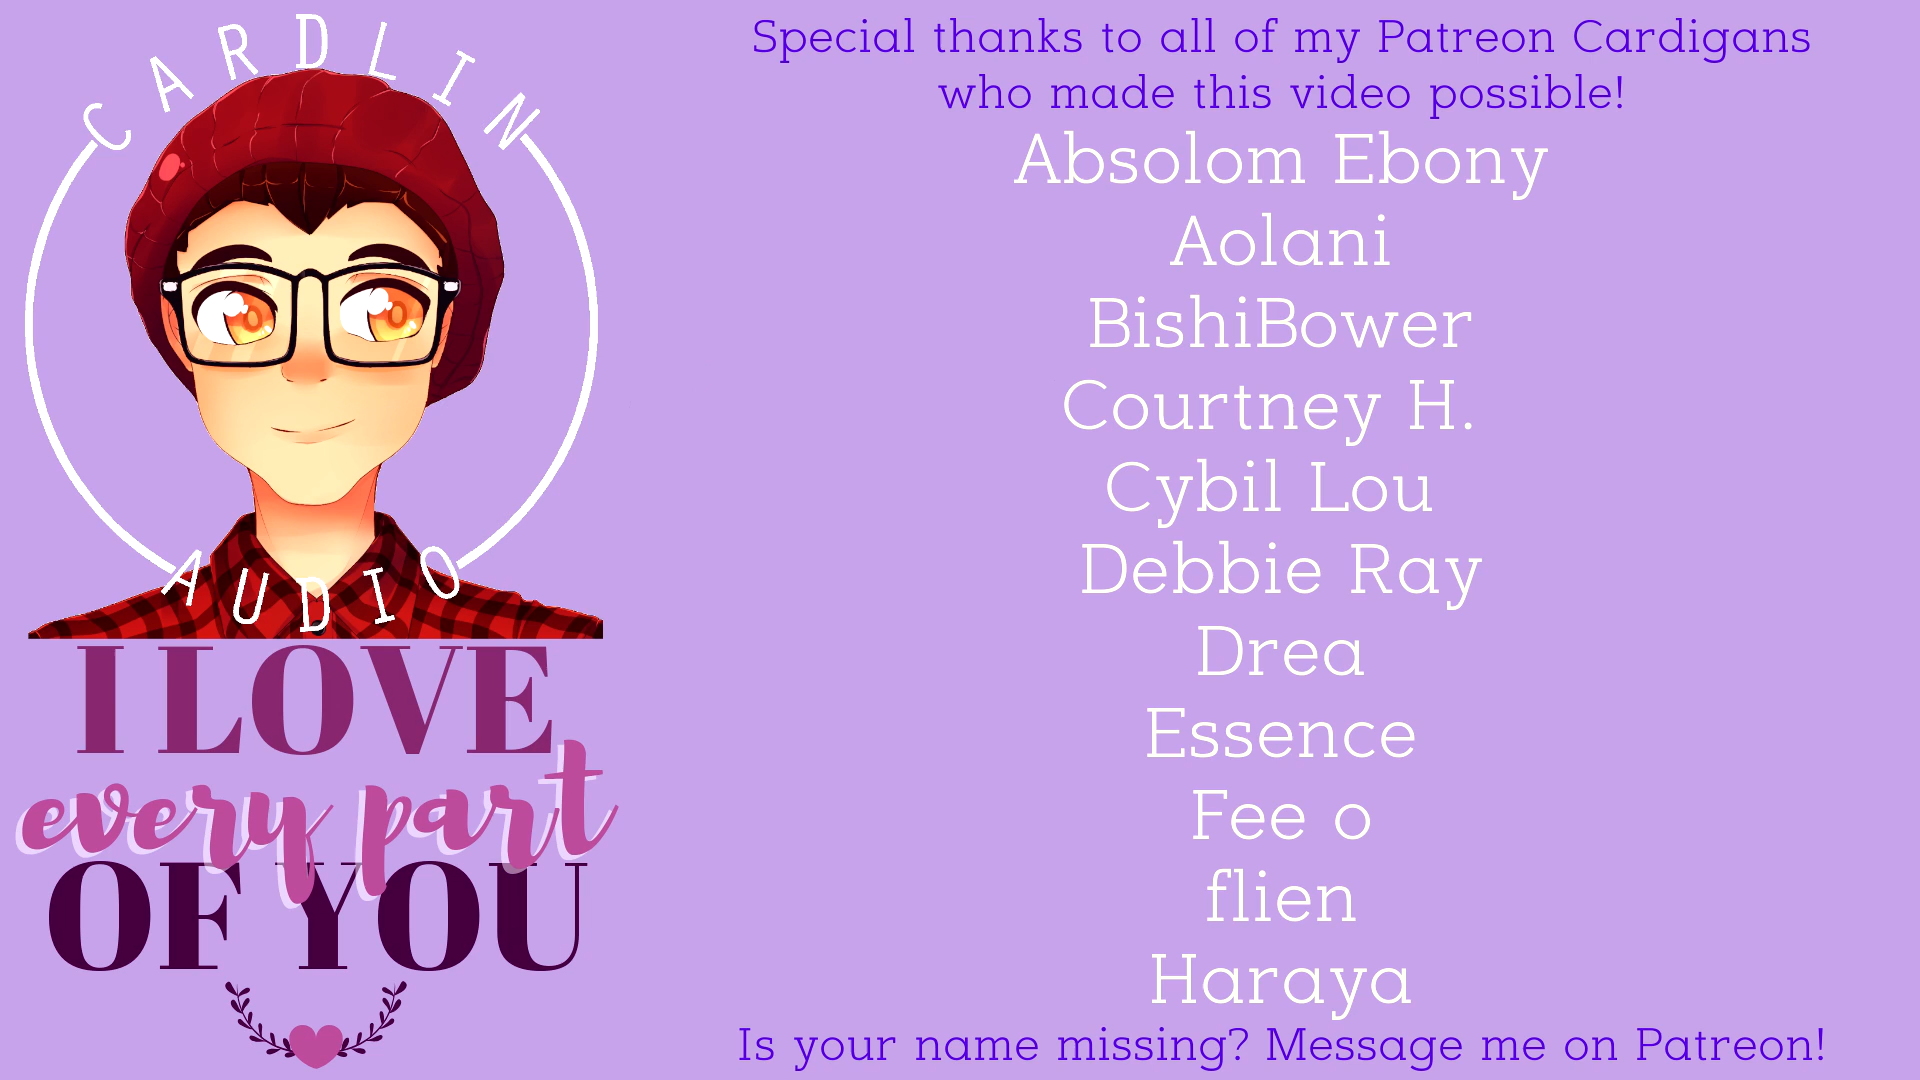 CARDLIN
AUDIO
I LOVE
every part
OF YOU
Special thanks to all of my Patreon Cardigans
who made this video possible!
Absolom Ebony
Aolani
BishiBower
Courtney H.
Cybil Lou
Debbie Ray
Drea
Essence
Fee o
flien
Haraya
Is your name missing? Message me on Patreon!